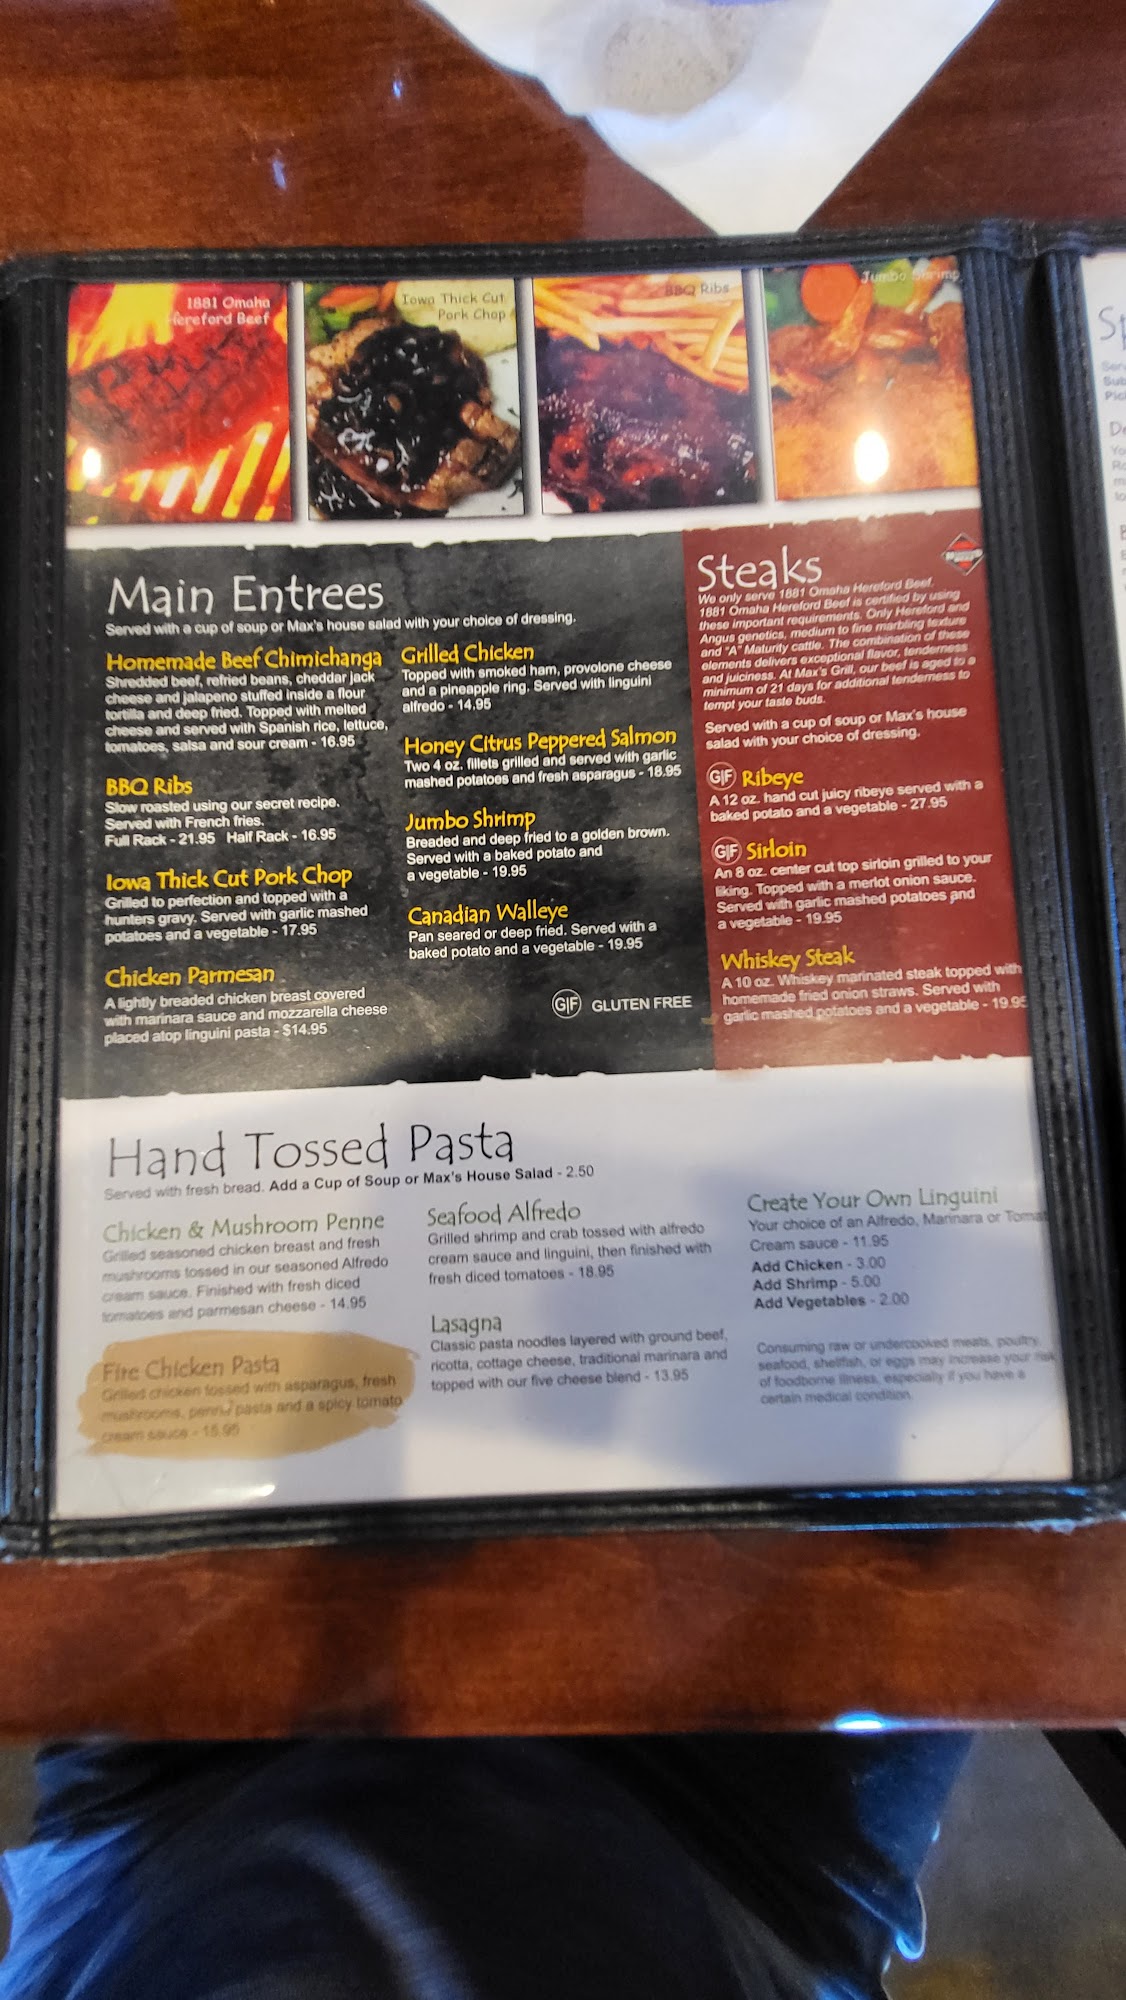 1881 Omaha
Hereford Beef
Iowa Thick Cut
Pork Chop
BBQ Ribs
Jumbo Shrimp
Main Entrees
Served with a cup of soup or Max's house salad with your choice of dressing.
Homemade Beef Chimichanga
Shredded beef, refried beans, cheddar jack
cheese and jalapeno stuffed inside a flour
tortilla and deep fried. Topped with melted
cheese and served with Spanish rice, lettuce,
tomatoes, salsa and sour cream - 16.95
BBQ Ribs
Slow roasted using our secret recipe.
Served with French fries.
Full Rack - 21.95 Half Rack - 16.95
Iowa Thick Cut Pork Chop
Grilled to perfection and topped with a
hunters gravy. Served with garlic mashed
potatoes and a vegetable - 17.95
Chicken Parmesan
A lightly breaded chicken breast covered
with marinara sauce and mozzarella cheese
placed atop linguini pasta - $14.95
Grilled Chicken
Topped with smoked ham, provolone cheese
and a pineapple ring. Served with linguini
alfredo - 14.95
Honey Citrus Peppered Salmon
Two 4 oz. fillets grilled and served with garlic
mashed potatoes and fresh asparagus - 18.95
Jumbo Shrimp
Breaded and deep fried to a golden brown.
Served with a baked potato and
a vegetable - 19.95
Canadian Walleye
Pan seared or deep fried. Served with a
baked potato and a vegetable - 19.95
GF GLUTEN FREE
Steaks
We only serve 1881 Omaha Hereford Beef.
1881 Omaha Hereford Beef is certified by using
these important requirements. Only Hereford and
Angus genetics, medium to fine marbling texture
and "A" Maturity cattle. The combination of these
elements delivers exceptional flavor, tenderness
and juiciness. At Max's Grill, our beef is aged to a
minimum of 21 days for additional tenderness to
tempt your taste buds.
Served with a cup of soup or Max's house
salad with your choice of dressing.
GF Ribeye
A 12 oz. hand cut juicy ribeye served with a
baked potato and a vegetable - 27.95
GF Sirloin
An 8 oz. center cut top sirloin grilled to your
liking. Topped with a merlot onion sauce.
Served with garlic mashed potatoes and
a vegetable - 19.95
Whiskey Steak
A 10 oz. Whiskey marinated steak topped with
homemade fried onion straws. Served with
garlic mashed potatoes and a vegetable - 19.95
Hand Tossed Pasta
Served with fresh bread. Add a Cup of Soup or Max's House Salad - 2.50
Chicken & Mushroom Penne
Grilled seasoned chicken breast and fresh
mushrooms tossed in our seasoned Alfredo
cream sauce. Finished with fresh diced
tomatoes and parmesan cheese - 14.95
Fire Chicken Pasta
Grilled chicken tossed with asparagus, fresh
mushrooms, penne pasta and a spicy tomato
cream sauce - 15.95
Seafood Alfredo
Grilled shrimp and crab tossed with alfredo
cream sauce and linguini, then finished with
fresh diced tomatoes - 18.95
Lasagna
Classic pasta noodles layered with ground beef,
ricotta, cottage cheese, traditional marinara and
topped with our five cheese blend - 13.95
Create Your Own Linguini
Your choice of an Alfredo, Marinara or Tomat
Cream sauce - 11.95
Add Chicken - 3.00
Add Shrimp - 5.00
Add Vegetables - 2.00
Consuming raw or undercooked meats, poultry,
seafood, shellfish, or eggs may increase your risk
of foodborne illness, especially if you have a
certain medical condition.